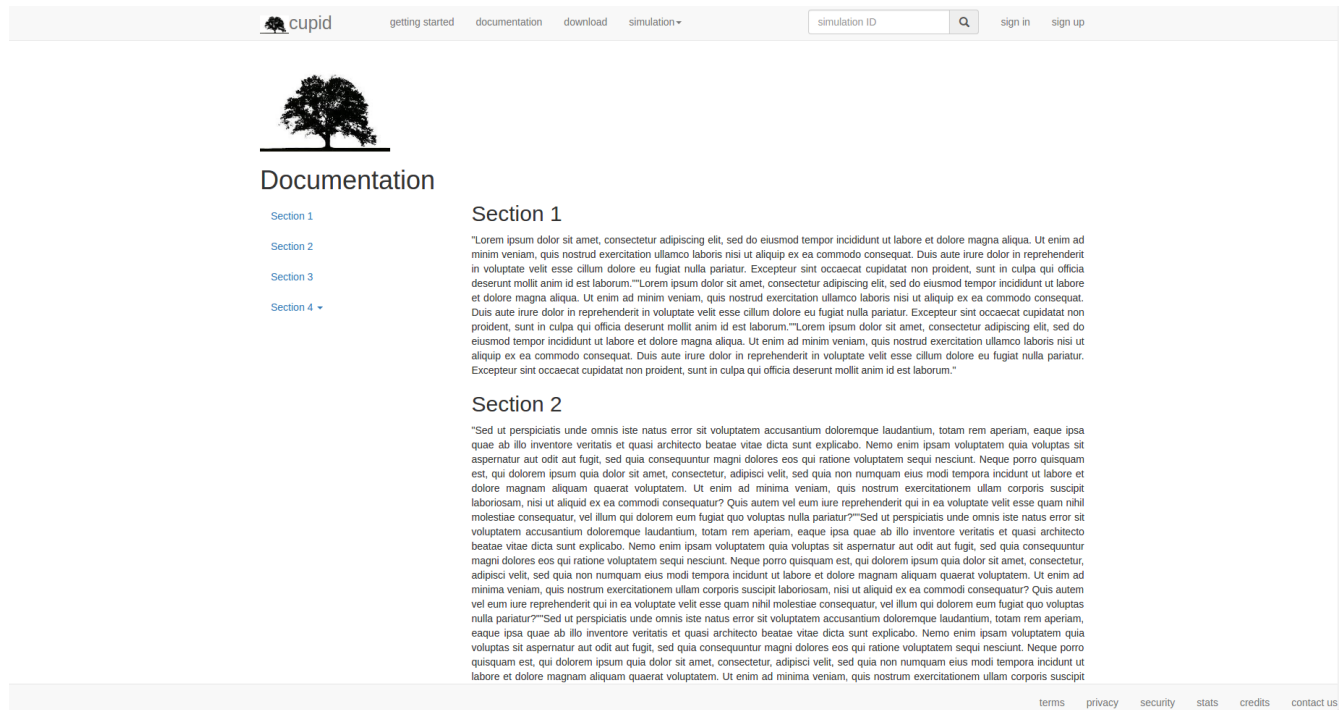 cupid
getting started
documentation
download
simulation
simulation ID
sign in
sign up
Documentation
Section 1
Section 2
Section 3
Section 4
Section 1
"Lorem ipsum dolor sit amet, consectetur adipiscing elit, sed do eiusmod tempor incididunt ut labore et dolore magna aliqua. Ut enim ad
minim veniam, quis nostrud exercitation ullamco laboris nisi ut aliquip ex ea commodo consequat. Duis aute irure dolor in reprehenderit
in voluptate velit esse cillum dolore eu fugiat nulla pariatur. Excepteur sint occaecat cupidatat non proident, sunt in culpa qui officia
deserunt mollit anim id est laborum.""Lorem ipsum dolor sit amet, consectetur adipiscing elit, sed do eiusmod tempor incididunt ut labore
et dolore magna aliqua. Ut enim ad minim veniam, quis nostrud exercitation ullamco laboris nisi ut aliquip ex ea commodo consequat.
Duis aute irure dolor in reprehenderit in voluptate velit esse cillum dolore eu fugiat nulla pariatur. Excepteur sint occaecat cupidatat non
proident, sunt in culpa qui officia deserunt mollit anim id est laborum.""Lorem ipsum dolor sit amet, consectetur adipiscing elit, sed do
eiusmod tempor incididunt ut labore et dolore magna aliqua. Ut enim ad minim veniam, quis nostrud exercitation ullamco laboris nisi ut
aliquip ex ea commodo consequat. Duis aute irure dolor in reprehenderit in voluptate velit esse cillum dolore eu fugiat nulla pariatur.
Excepteur sint occaecat cupidatat non proident, sunt in culpa qui officia deserunt mollit anim id est laborum."
Section 2
"Sed ut perspiciatis unde omnis iste natus error sit voluptatem accusantium doloremque laudantium, totam rem aperiam, eaque ipsa
quae ab illo inventore veritatis et quasi architecto beatae vitae dicta sunt explicabo. Nemo enim ipsam voluptatem quia voluptas sit
aspernatur aut odit aut fugit, sed quia consequuntur magni dolores eos qui ratione voluptatem sequi nesciunt. Neque porro quisquam
est, qui dolorem ipsum quia dolor sit amet, consectetur, adipisci velit, sed quia non numquam eius modi tempora incidunt ut labore et
dolore magnam aliquam quaerat voluptatem. Ut enim ad minima veniam, quis nostrum exercitationem ullam corporis suscipit
laboriosam, nisi ut aliquid ex ea commodi consequatur? Quis autem vel eum iure reprehenderit qui in ea voluptate velit esse quam nihil
molestiae consequatur, vel illum qui dolorem eum fugiat quo voluptas nulla pariatur?""Sed ut perspiciatis unde omnis iste natus error sit
voluptatem accusantium doloremque laudantium, totam rem aperiam, eaque ipsa quae ab illo inventore veritatis et quasi architecto
beatae vitae dicta sunt explicabo. Nemo enim ipsam voluptatem quia voluptas sit aspernatur aut odit aut fugit, sed quia consequuntur
magni dolores eos qui ratione voluptatem sequi nesciunt. Neque porro quisquam est, qui dolorem ipsum quia dolor sit amet, consectetur,
adipisci velit, sed quia non numquam eius modi tempora incidunt ut labore et dolore magnam aliquam quaerat voluptatem. Ut enim ad
minima veniam, quis nostrum exercitationem ullam corporis suscipit laboriosam, nisi ut aliquid ex ea commodi consequatur? Quis autem
vel eum iure reprehenderit qui in ea voluptate velit esse quam nihil molestiae consequatur, vel illum qui dolorem eum fugiat quo voluptas
nulla pariatur?""Sed ut perspiciatis unde omnis iste natus error sit voluptatem accusantium doloremque laudantium, totam rem aperiam,
eaque ipsa quae ab illo inventore veritatis et quasi architecto beatae vitae dicta sunt explicabo. Nemo enim ipsam voluptatem quia
voluptas sit aspernatur aut odit aut fugit, sed quia consequuntur magni dolores eos qui ratione voluptatem sequi nesciunt. Neque porro
quisquam est, qui dolorem ipsum quia dolor sit amet, consectetur, adipisci velit, sed quia non numquam eius modi tempora incidunt ut
labore et dolore magnam aliquam quaerat voluptatem. Ut enim ad minima veniam, quis nostrum exercitationem ullam corporis suscipit
terms
privacy
security
stats
credits
contact us